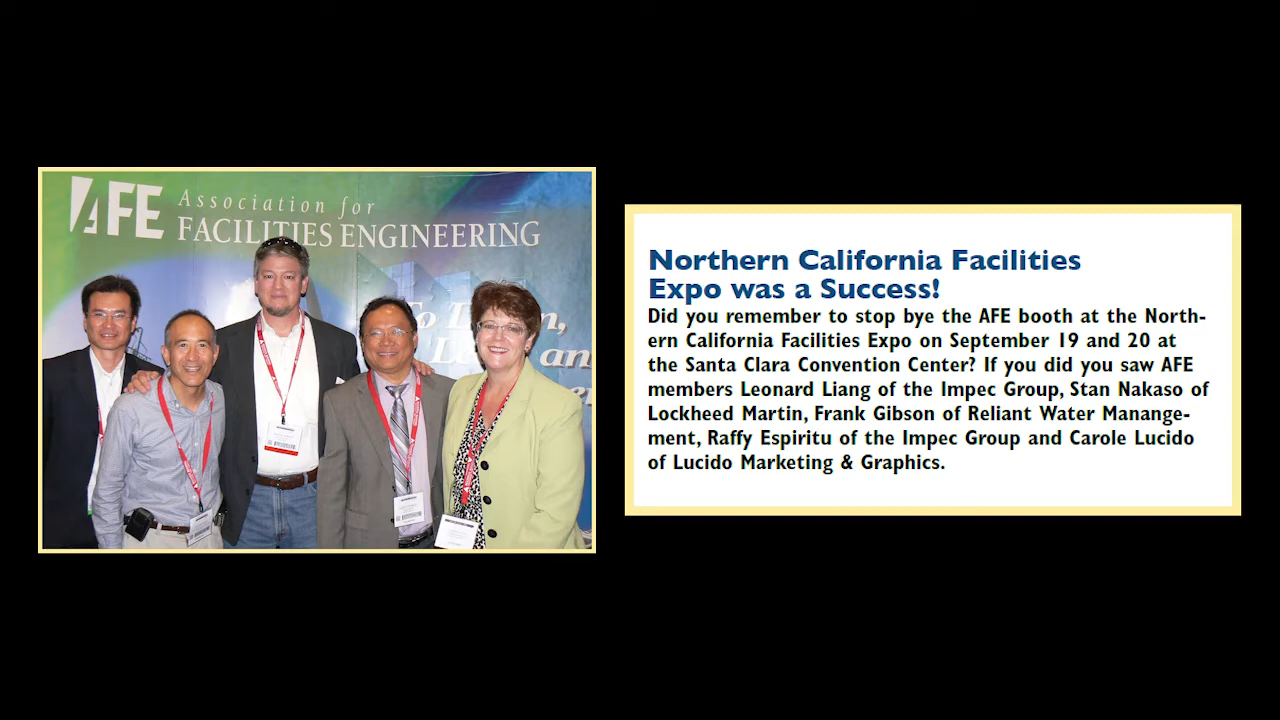 AFE Association for
FACILITIES ENGINEERING
To
Northern California Facilities
Expo was a Success!
Did you remember to stop bye the AFE booth at the North-
ern California Facilities Expo on September 19 and 20 at
the Santa Clara Convention Center? If you did you saw AFE
members Leonard Liang of the Impec Group, Stan Nakaso of
Lockheed Martin, Frank Gibson of Reliant Water Manange-
ment, Raffy Espiritu of the Impec Group and Carole Lucido
of Lucido Marketing & Graphics.